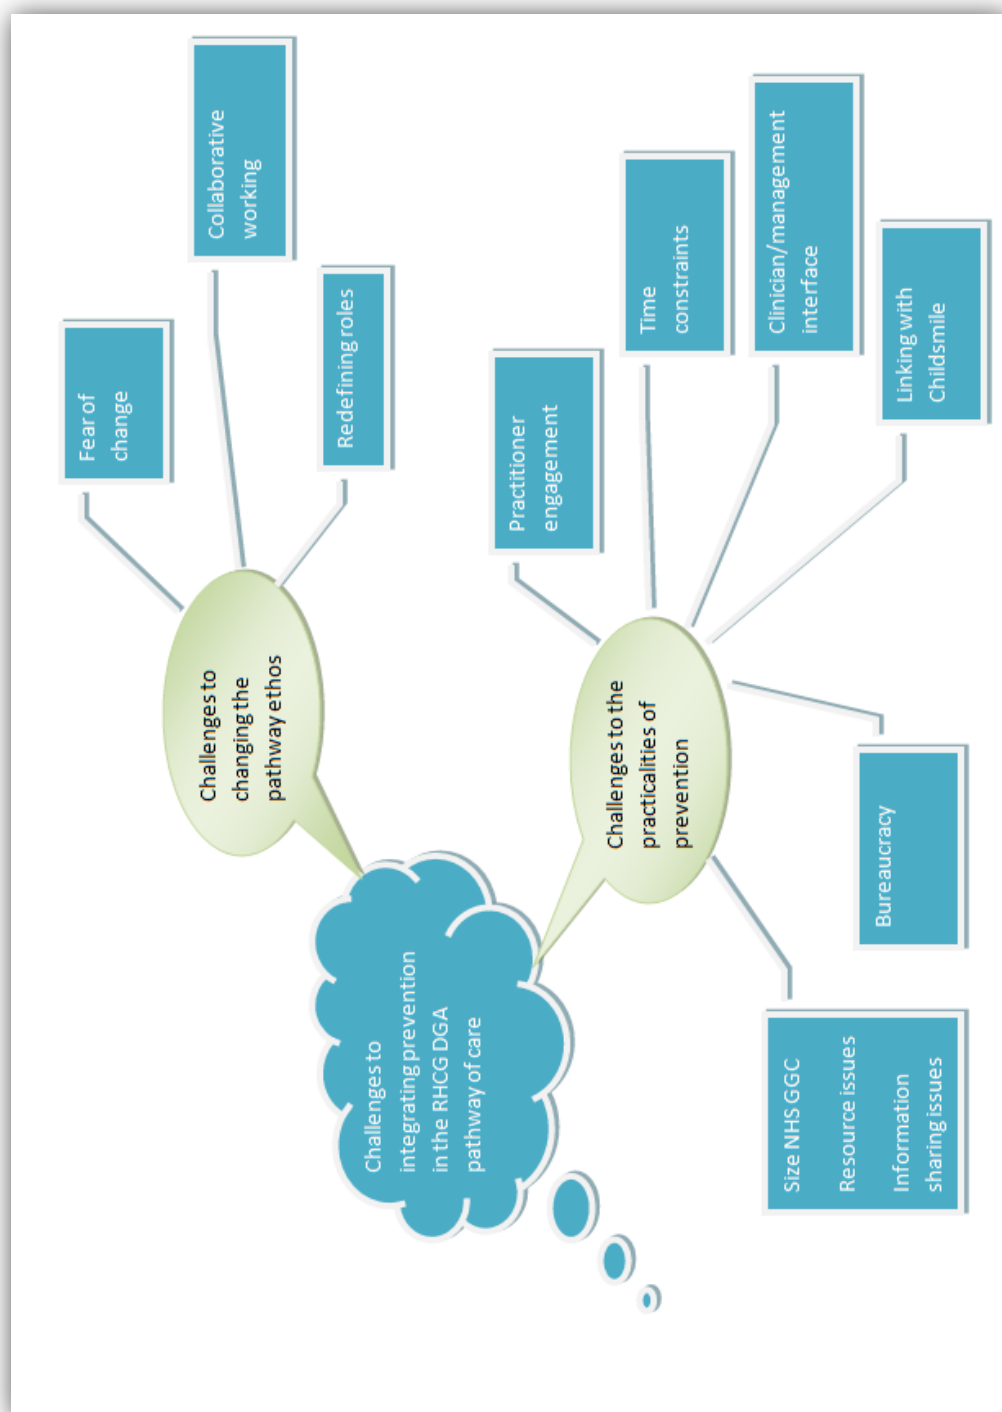 Challenges to
integrating prevention
in the RHCG DGA
pathway of care
Challenges to
changing the
pathway ethos
Fear of
change
Collaborative
working
Redefining roles
Challenges to the
practicalities of
prevention
Practitioner
engagement
Time
constraints
Clinician/management
interface
Linking with
Childsmile
Bureaucracy
Size NHS GGC
Resource issues
Information
sharing issues